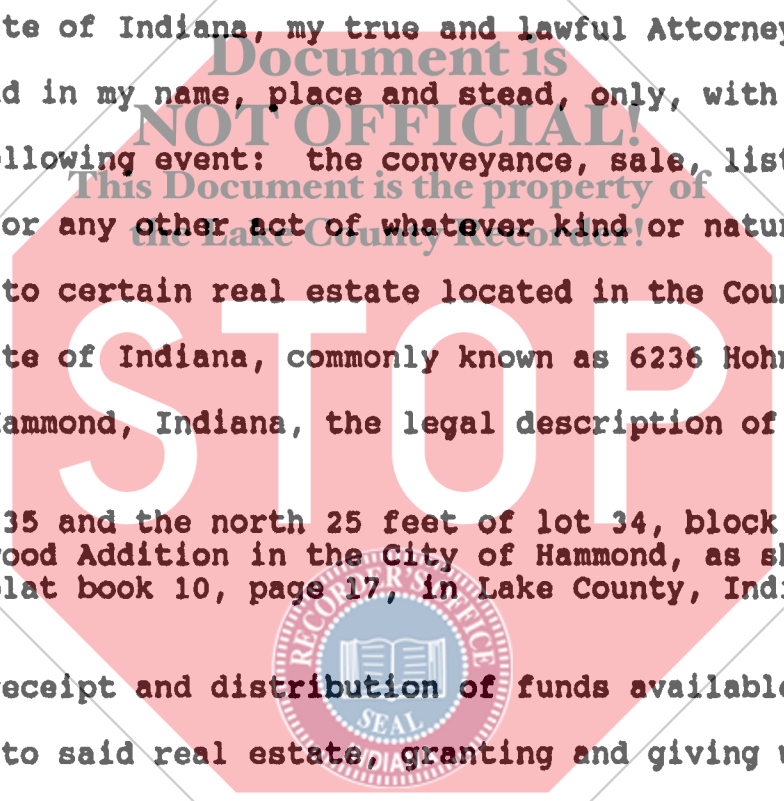 te of Indiana, my true and lawful Attorney
Document is
d in my name, place and stead, only, with
NOT OFFICIAL!
llowing event: the conveyance, sale, list
This Document is the property of
or any other act of whatever kind or natur
the Lake County Recorder!
to certain real estate located in the Coun
te of Indiana, commonly known as 6236 Hohm
STOP
ammond, Indiana, the legal description of
35 and the north 25 feet of lot 34, block
ood Addition in the City of Hammond, as sh
lat book 10, page 17, in Lake County, Indi
RECORDER'S OFFICE
eceipt and distribution of funds available
SEAL
INDIANA
to said real estate, granting and giving